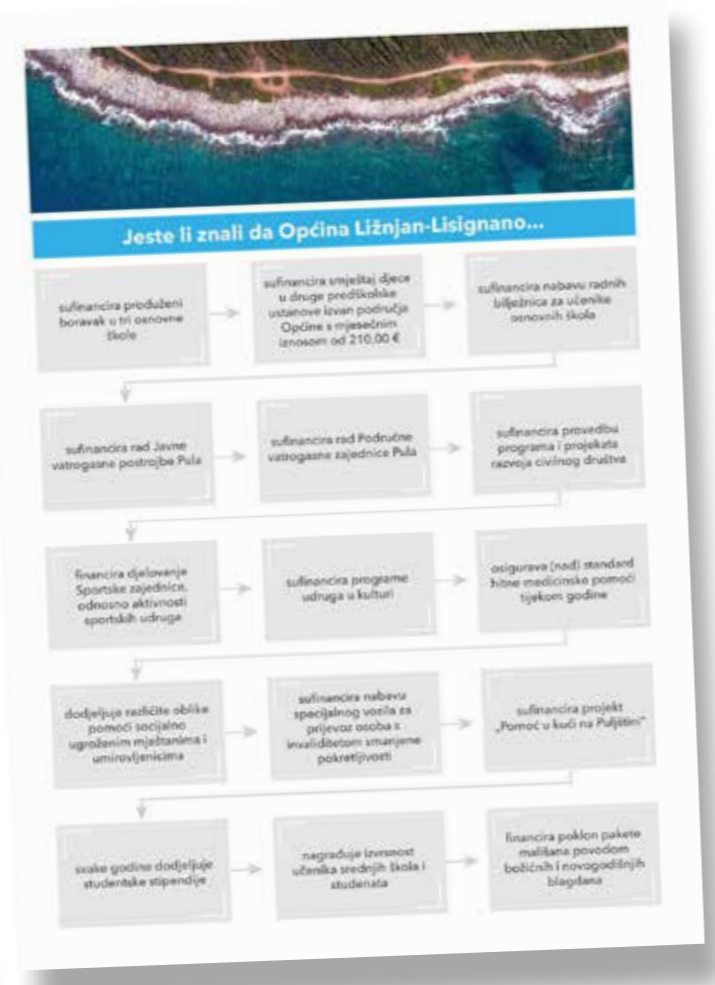 Jeste li znali da Općina Ližnjan-Lisignano...
sufinancira produženi
boravak u tri osnovne
škole
sufinancira smještaj djece
u druge predškolske
ustanove izvan područja
Općine s mjesečnim
iznosom od 210,00 €
sufinancira nabavu radnih
bilježnica za učenike
osnovnih škola
sufinancira rad Javne
vatrogasne postrojbe Pula
sufinancira rad Područne
vatrogasne zajednice Pula
sufinancira provedbu
programa i projekata
razvoja civilnog društva
financira djelovanje
Sportske zajednice,
odnosno aktivnosti
sportskih udruga
sufinancira programe
udruga u kulturi
osigurava (nad) standard
hitne medicinske pomoći
tijekom godine
dodjeljuje različite oblike
pomoći socijalno
ugroženim mještanima i
umirovljenicima
sufinancira nabavu
specijalnog vozila za
prijevoz osoba s
invaliditetom smanjene
pokretljivosti
sufinancira projekt
„Pomoć u kući na Puljštini“
svake godine dodjeljuje
studentske stipendije
nagrađuje izvrsnost
učenika srednjih škola i
studenata
financira poklon pakete
mališana povodom
božićnih i novogodišnjih
blagdana